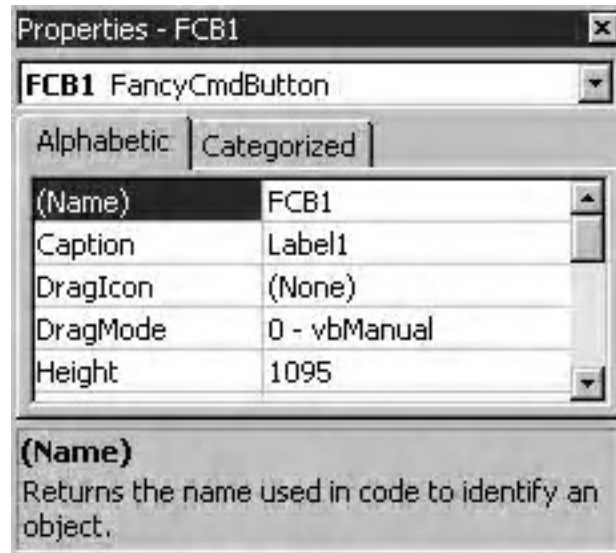 Properties - FCB1
FCB1 FancyCmdButton
Alphabetic Categorized
(Name) FCB1
Caption Label1
DragIcon (None)
DragMode 0 - vbManual
Height 1095
(Name)
Returns the name used in code to identify an
object.